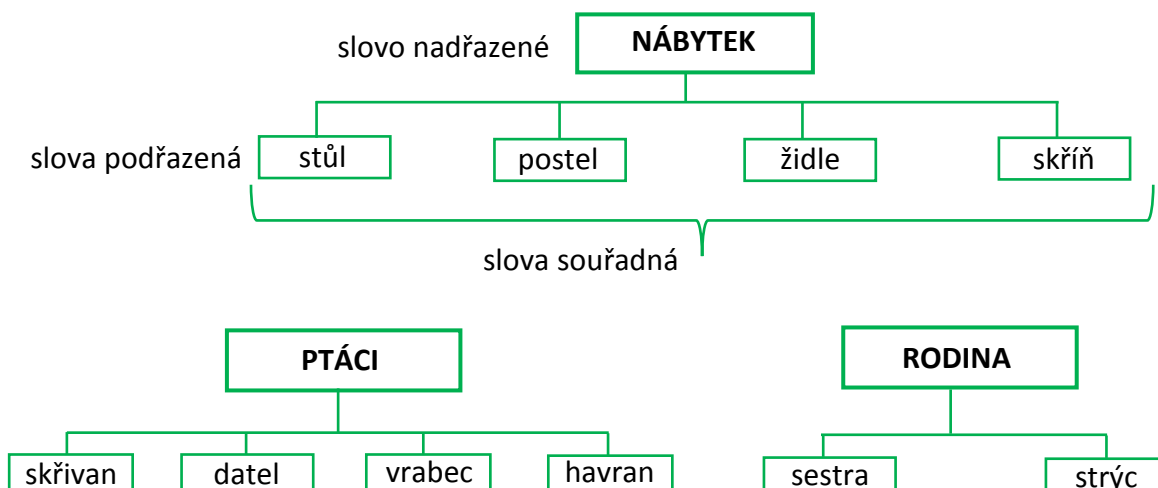 slovo nadřazené NÁBYTEK
slova podřazená stůl postel židle skříň
slova souřadná
PTÁCI RODINA
skřivan datel vrabec havran sestra strýc